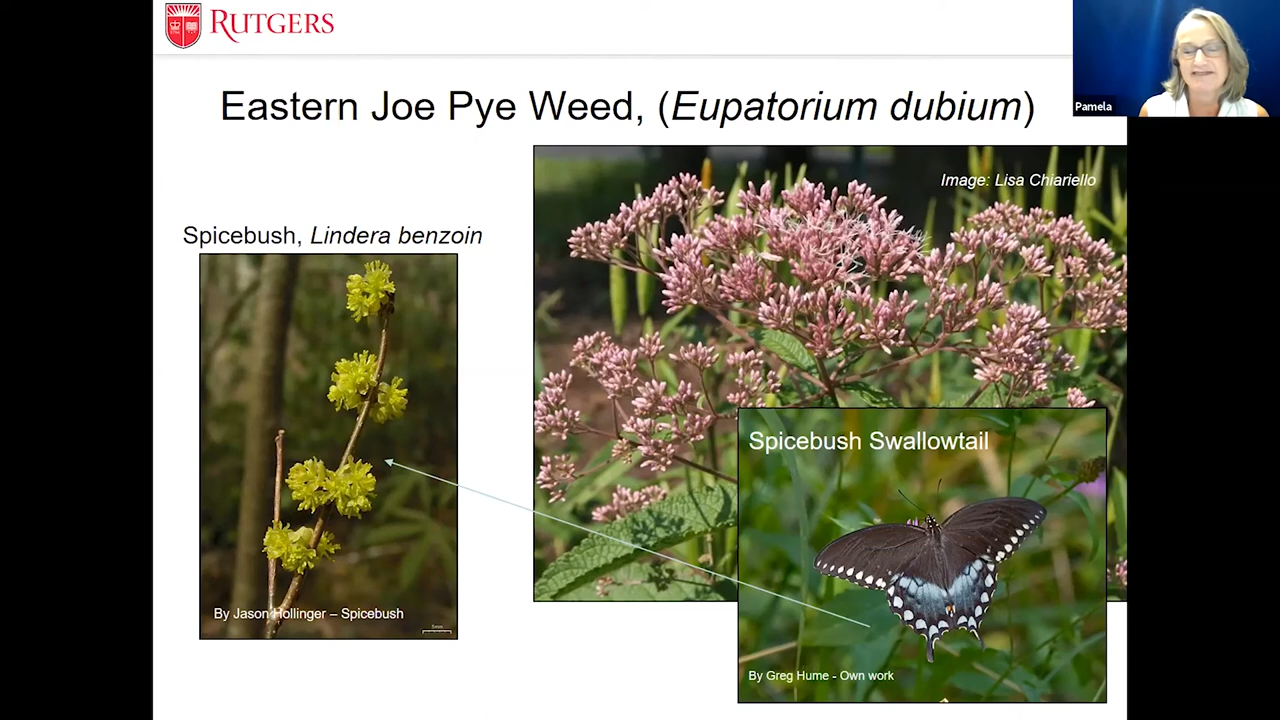 RUTGERS
Pamela
Eastern Joe Pye Weed, (Eupatorium dubium)
Image: Lisa Chiariello
Spicebush, Lindera benzoin
Spicebush Swallowtail
By Jason Hollinger – Spicebush
By Greg Hume - Own work